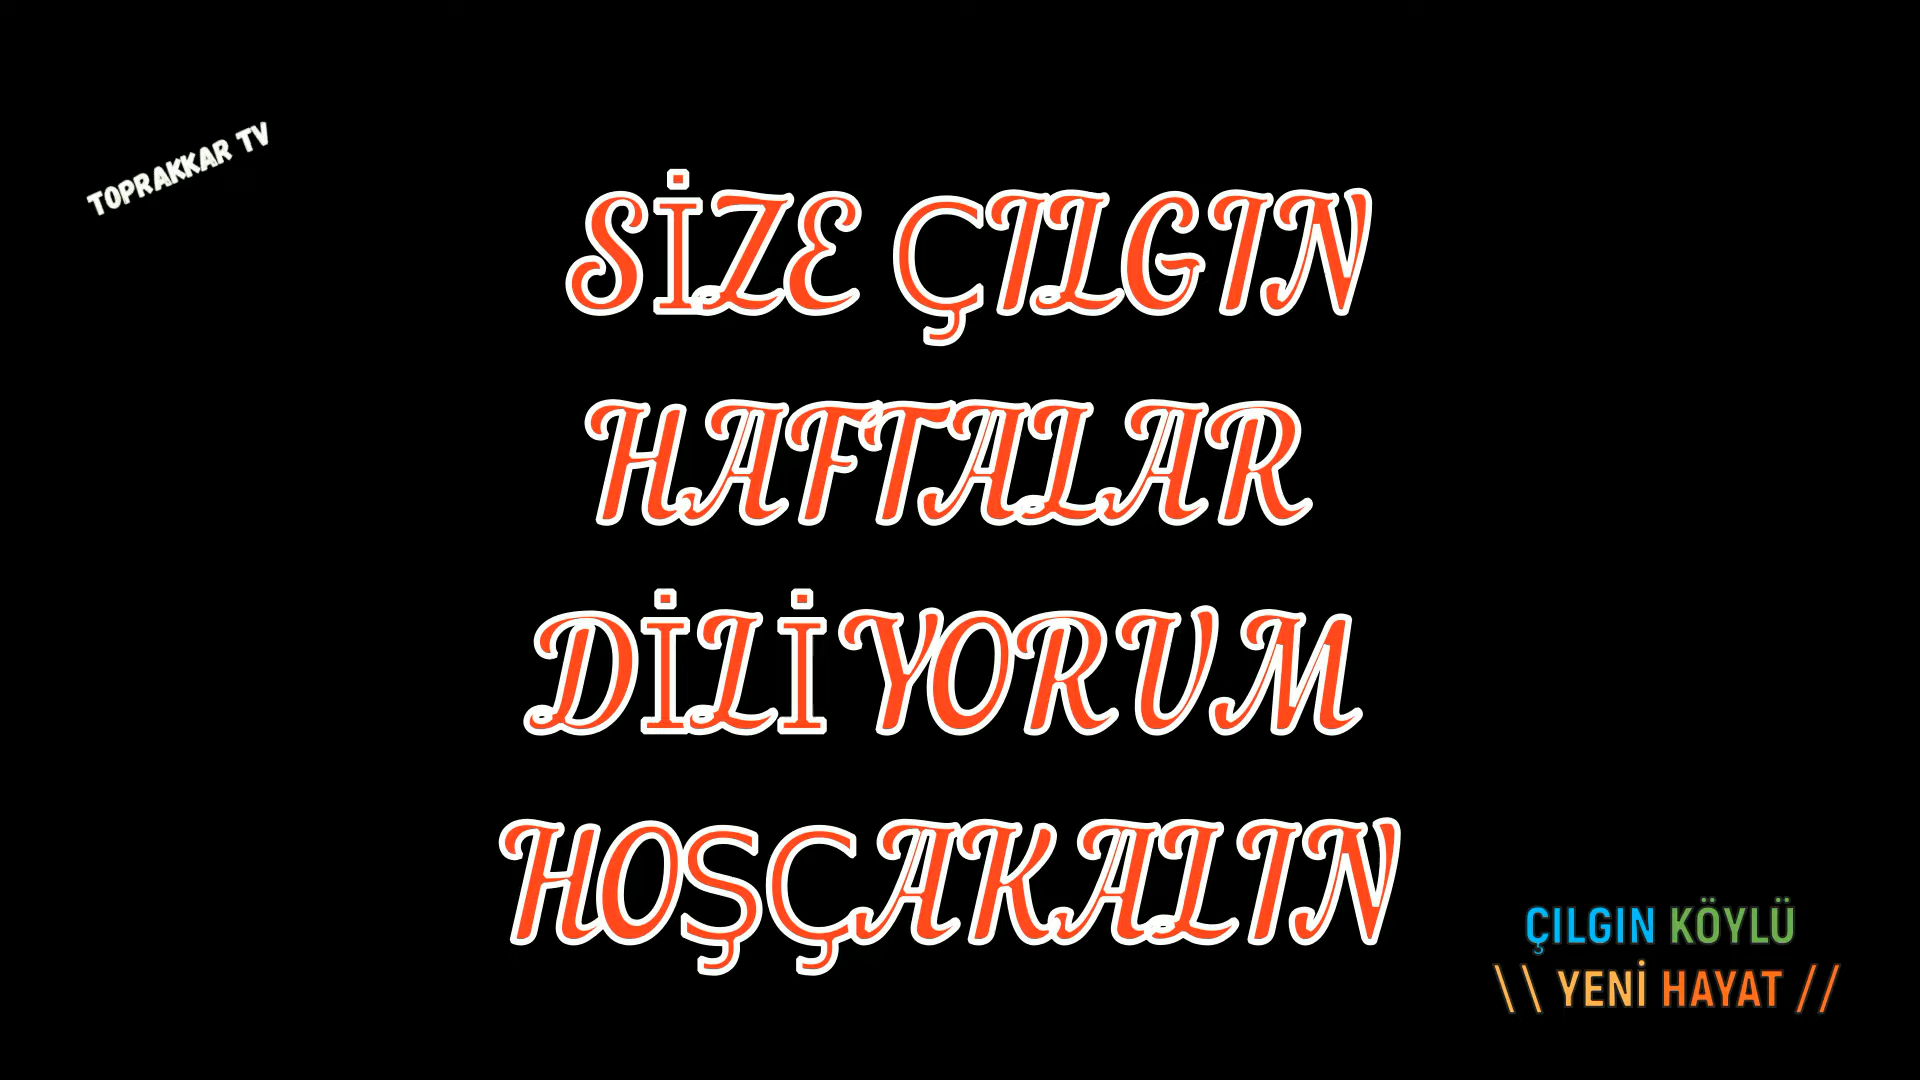 TOPRAKKAR TV
SİZE ÇILGIN
HAFTALAR
DİLİYORUM
HOŞÇAKALIN
ÇILGIN KÖYLÜ
\\ YENİ HAYAT //